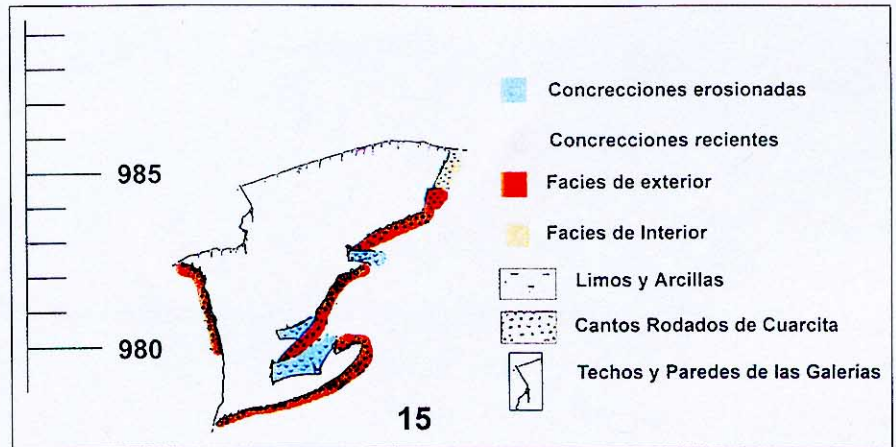 985
980
15
Concrecciones erosionadas
Concrecciones recientes
Facies de exterior
Facies de Interior
Limos y Arcillas
Cantos Rodados de Cuarcita
Techos y Paredes de las Galerias